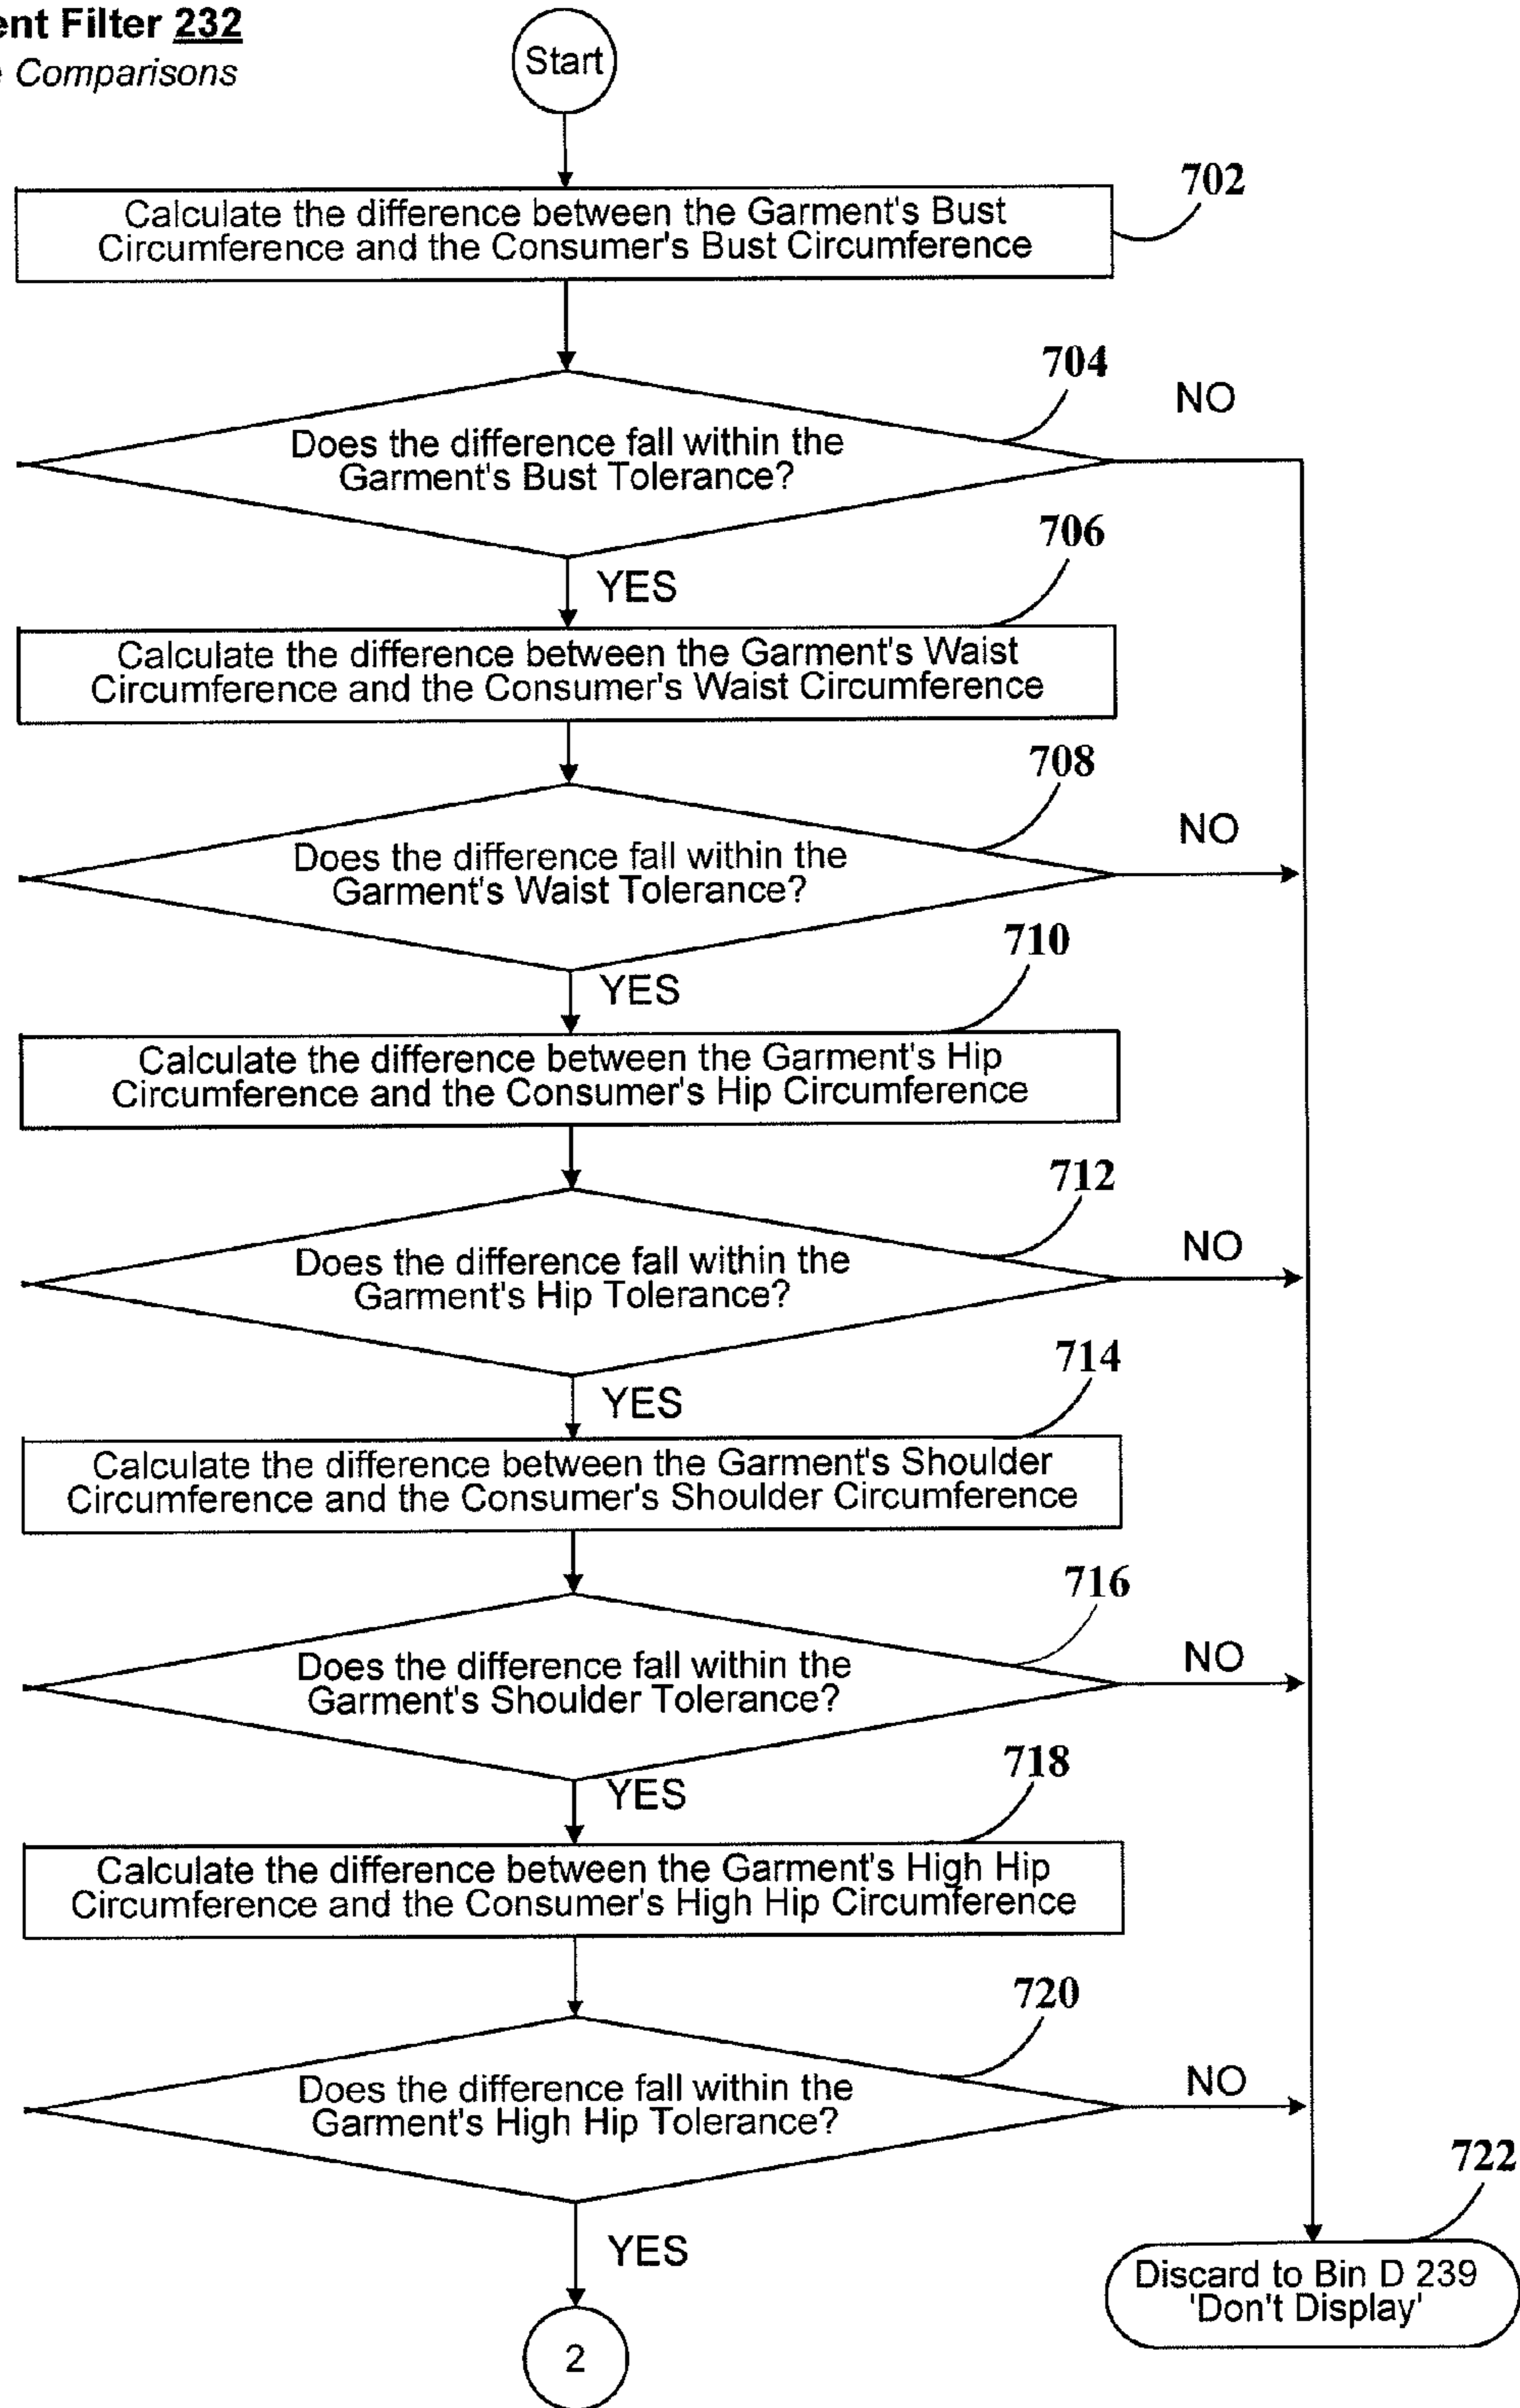 Filter 232
Comparisons
Start
702
Calculate the difference between the Garment's Bust
Circumference and the Consumer's Bust Circumference
704
NO
Does the difference fall within the
Garment's Bust Tolerance?
706
YES
Calculate the difference between the Garment's Waist
Circumference and the Consumer's Waist Circumference
708
NO
Does the difference fall within the
Garment's Waist Tolerance?
710
YES
Calculate the difference between the Garment's Hip
Circumference and the Consumer's Hip Circumference
712
NO
Does the difference fall within the
Garment's Hip Tolerance?
714
YES
Calculate the difference between the Garment's Shoulder
Circumference and the Consumer's Shoulder Circumference
716
NO
Does the difference fall within the
Garment's Shoulder Tolerance?
718
YES
Calculate the difference between the Garment's High Hip
Circumference and the Consumer's High Hip Circumference
720
NO
Does the difference fall within the
Garment's High Hip Tolerance?
722
YES
Discard to Bin D 239
'Don't Display'
2